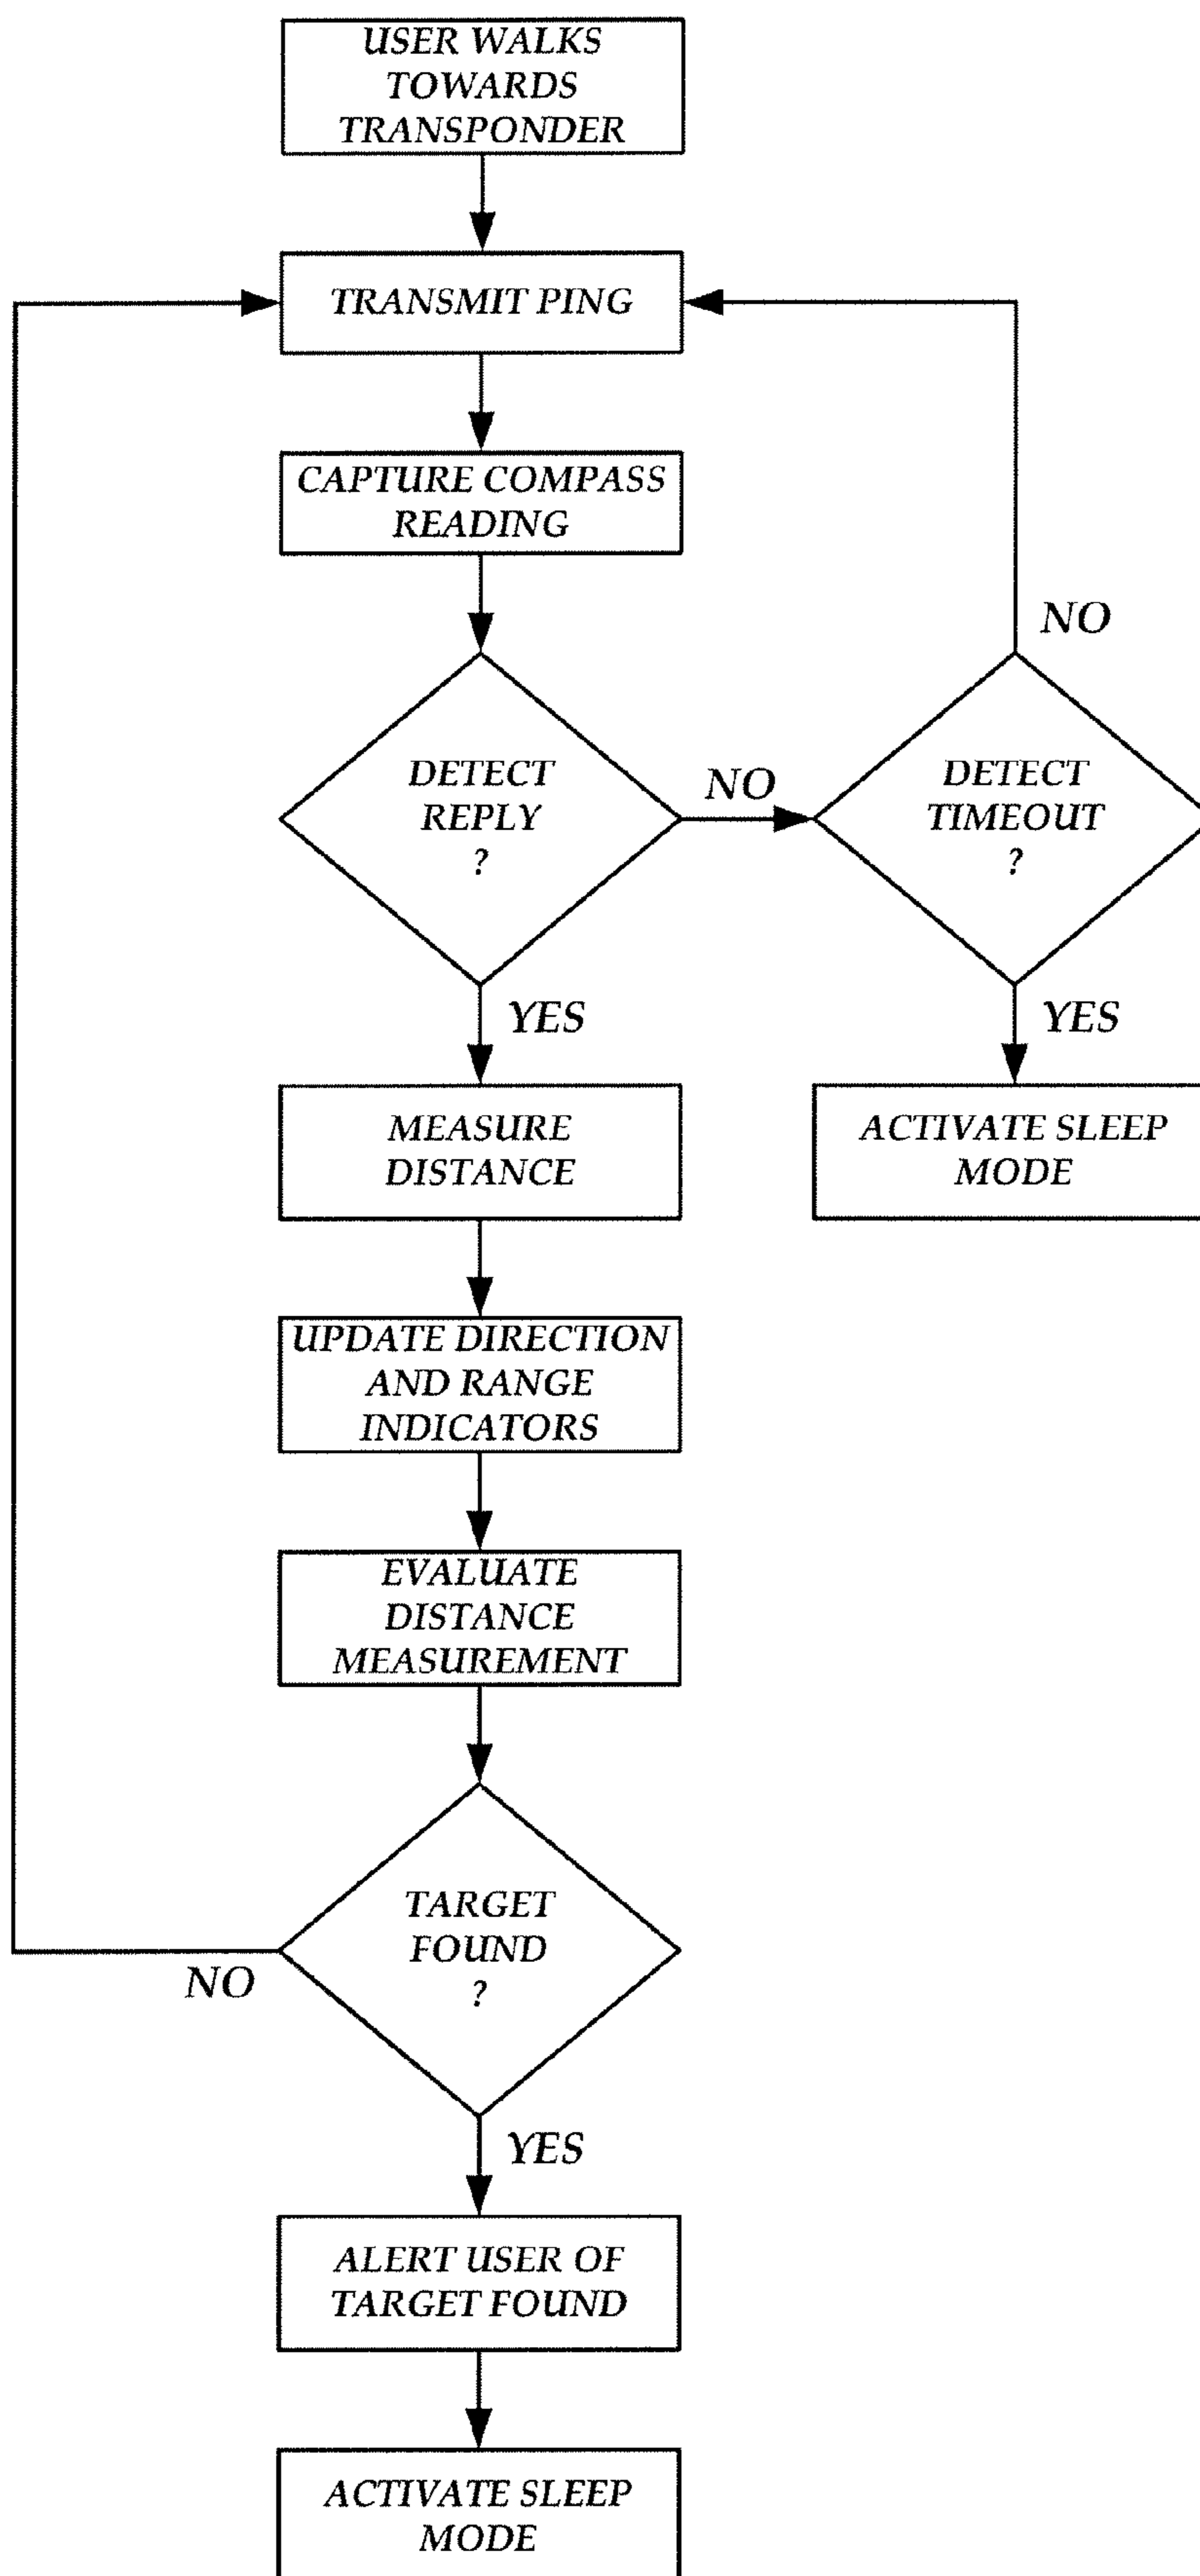 USER WALKS
TOWARDS
TRANSPONDER
TRANSMIT PING
CAPTURE COMPASS
READING
NO
DETECT
REPLY
?
NO
DETECT
TIMEOUT
?
YES
YES
MEASURE
DISTANCE
ACTIVATE SLEEP
MODE
UPDATE DIRECTION
AND RANGE
INDICATORS
EVALUATE
DISTANCE
MEASUREMENT
TARGET
FOUND
?
NO
YES
ALERT USER OF
TARGET FOUND
ACTIVATE SLEEP
MODE